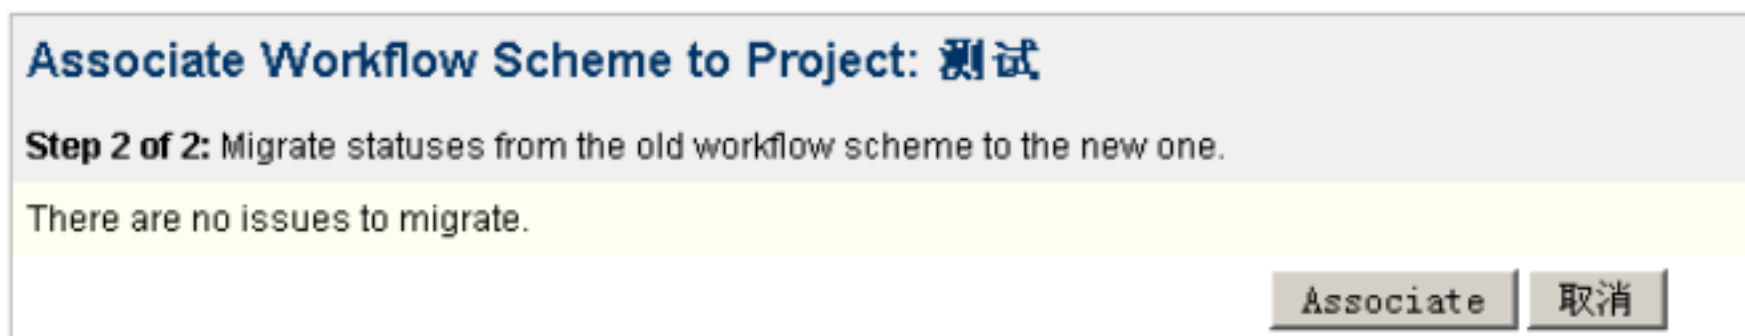 Associate Workflow Scheme to Project: 测试
Step 2 of 2: Migrate statuses from the old workflow scheme to the new one.
There are no issues to migrate.
Associate 取消